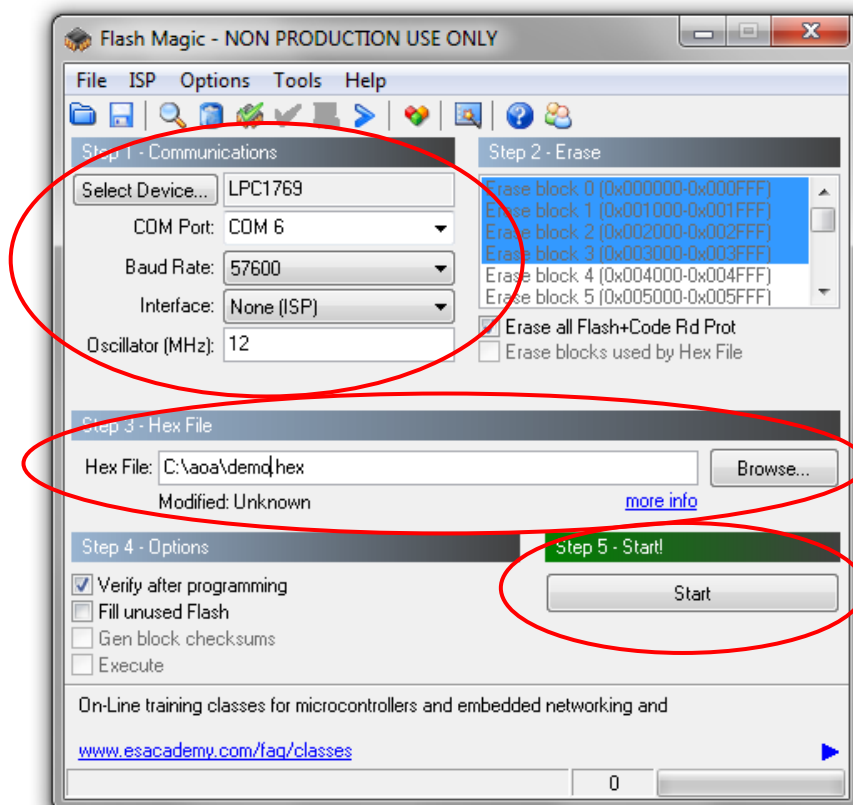 Flash Magic - NON PRODUCTION USE ONLY
File ISP Options Tools Help
Step 1 - Communications
Select Device... LPC1769
COM Port: COM 6
Baud Rate: 57600
Interface: None (ISP)
Oscillator (MHz): 12
Step 2 - Erase
Erase block 0 (0x000000-0x000FFF)
Erase block 1 (0x001000-0x001FFF)
Erase block 2 (0x002000-0x002FFF)
Erase block 3 (0x003000-0x003FFF)
Erase block 4 (0x004000-0x004FFF)
Erase block 5 (0x005000-0x005FFF)
Erase all Flash+Code Rd Prot
Erase blocks used by Hex File
Step 3 - Hex File
Hex File: C:\aoa\demo.hex Browse...
Modified: Unknown more info
Step 4 - Options
Verify after programming
Fill unused Flash
Gen block checksums
Execute
Step 5 - Start!
Start
On-Line training classes for microcontrollers and embedded networking and
www.esacademy.com/faq/classes
0